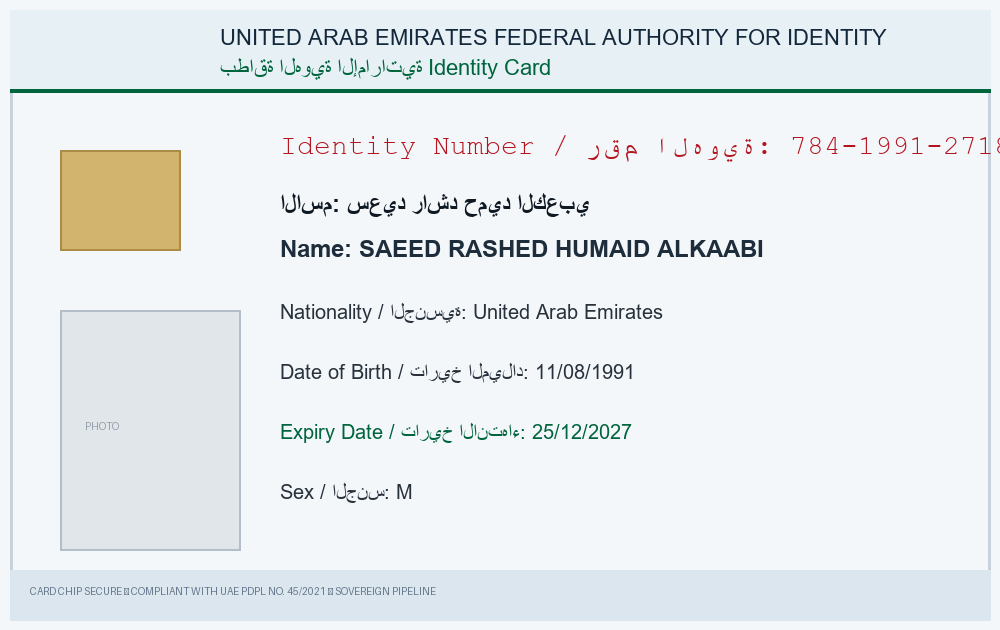 UNITED ARAB EMIRATES FEDERAL AUTHORITY FOR IDENTITY
بطاقة الهوية الإماراتية Identity Card
Identity Number / رقم الهوية: 784-1991-2718
الاسم: سعيد راشد حميد الكعبي
Name: SAEED RASHED HUMAID ALKAABI
Nationality / الجنسية: United Arab Emirates
Date of Birth / تاريخ الميلاد: 11/08/1991
Expiry Date / تاريخ الانتهاء: 25/12/2027
Sex / الجنس: M
PHOTO
CARD CHIP SECURE COMPLIANT WITH UAE PDPL NO. 45/2021 SOVEREIGN PIPELINE